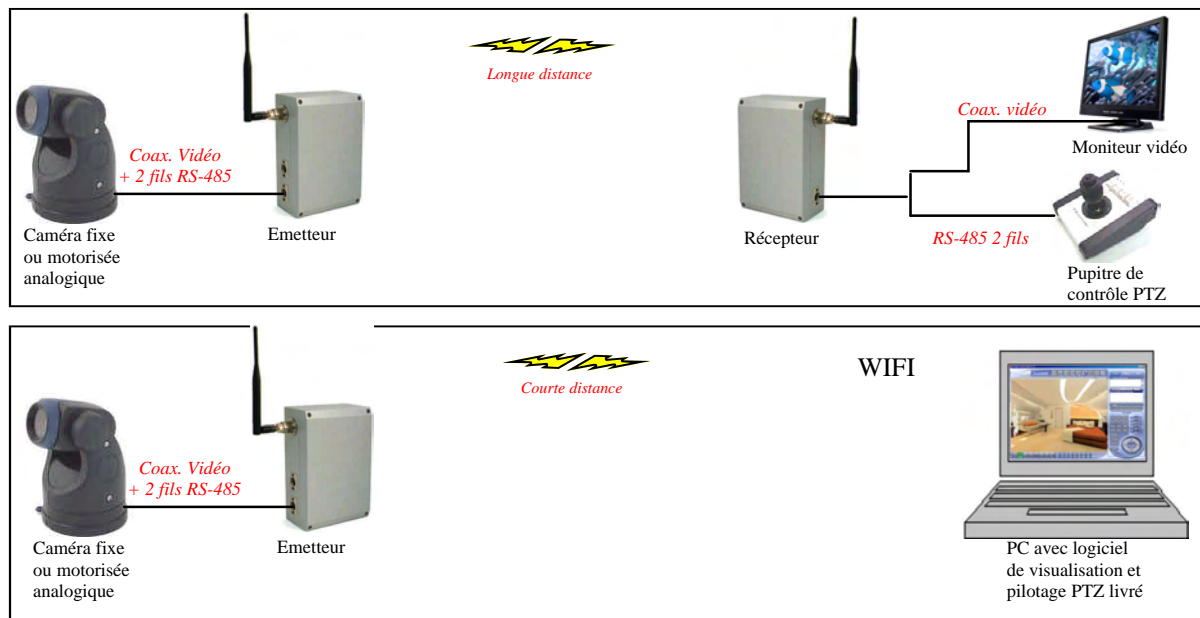 Longue distance
Coax. vidéo
Moniteur vidéo
Coax. Vidéo
+ 2 fils RS-485
Caméra fixe
ou motorisée
analogique
Emetteur
Récepteur
RS-485 2 fils
Pupitre de
contrôle PTZ
WIFI
Courte distance
Coax. Vidéo
+ 2 fils RS-485
Caméra fixe
ou motorisée
analogique
Emetteur
PC avec logiciel
de visualisation et
pilotage PTZ livré